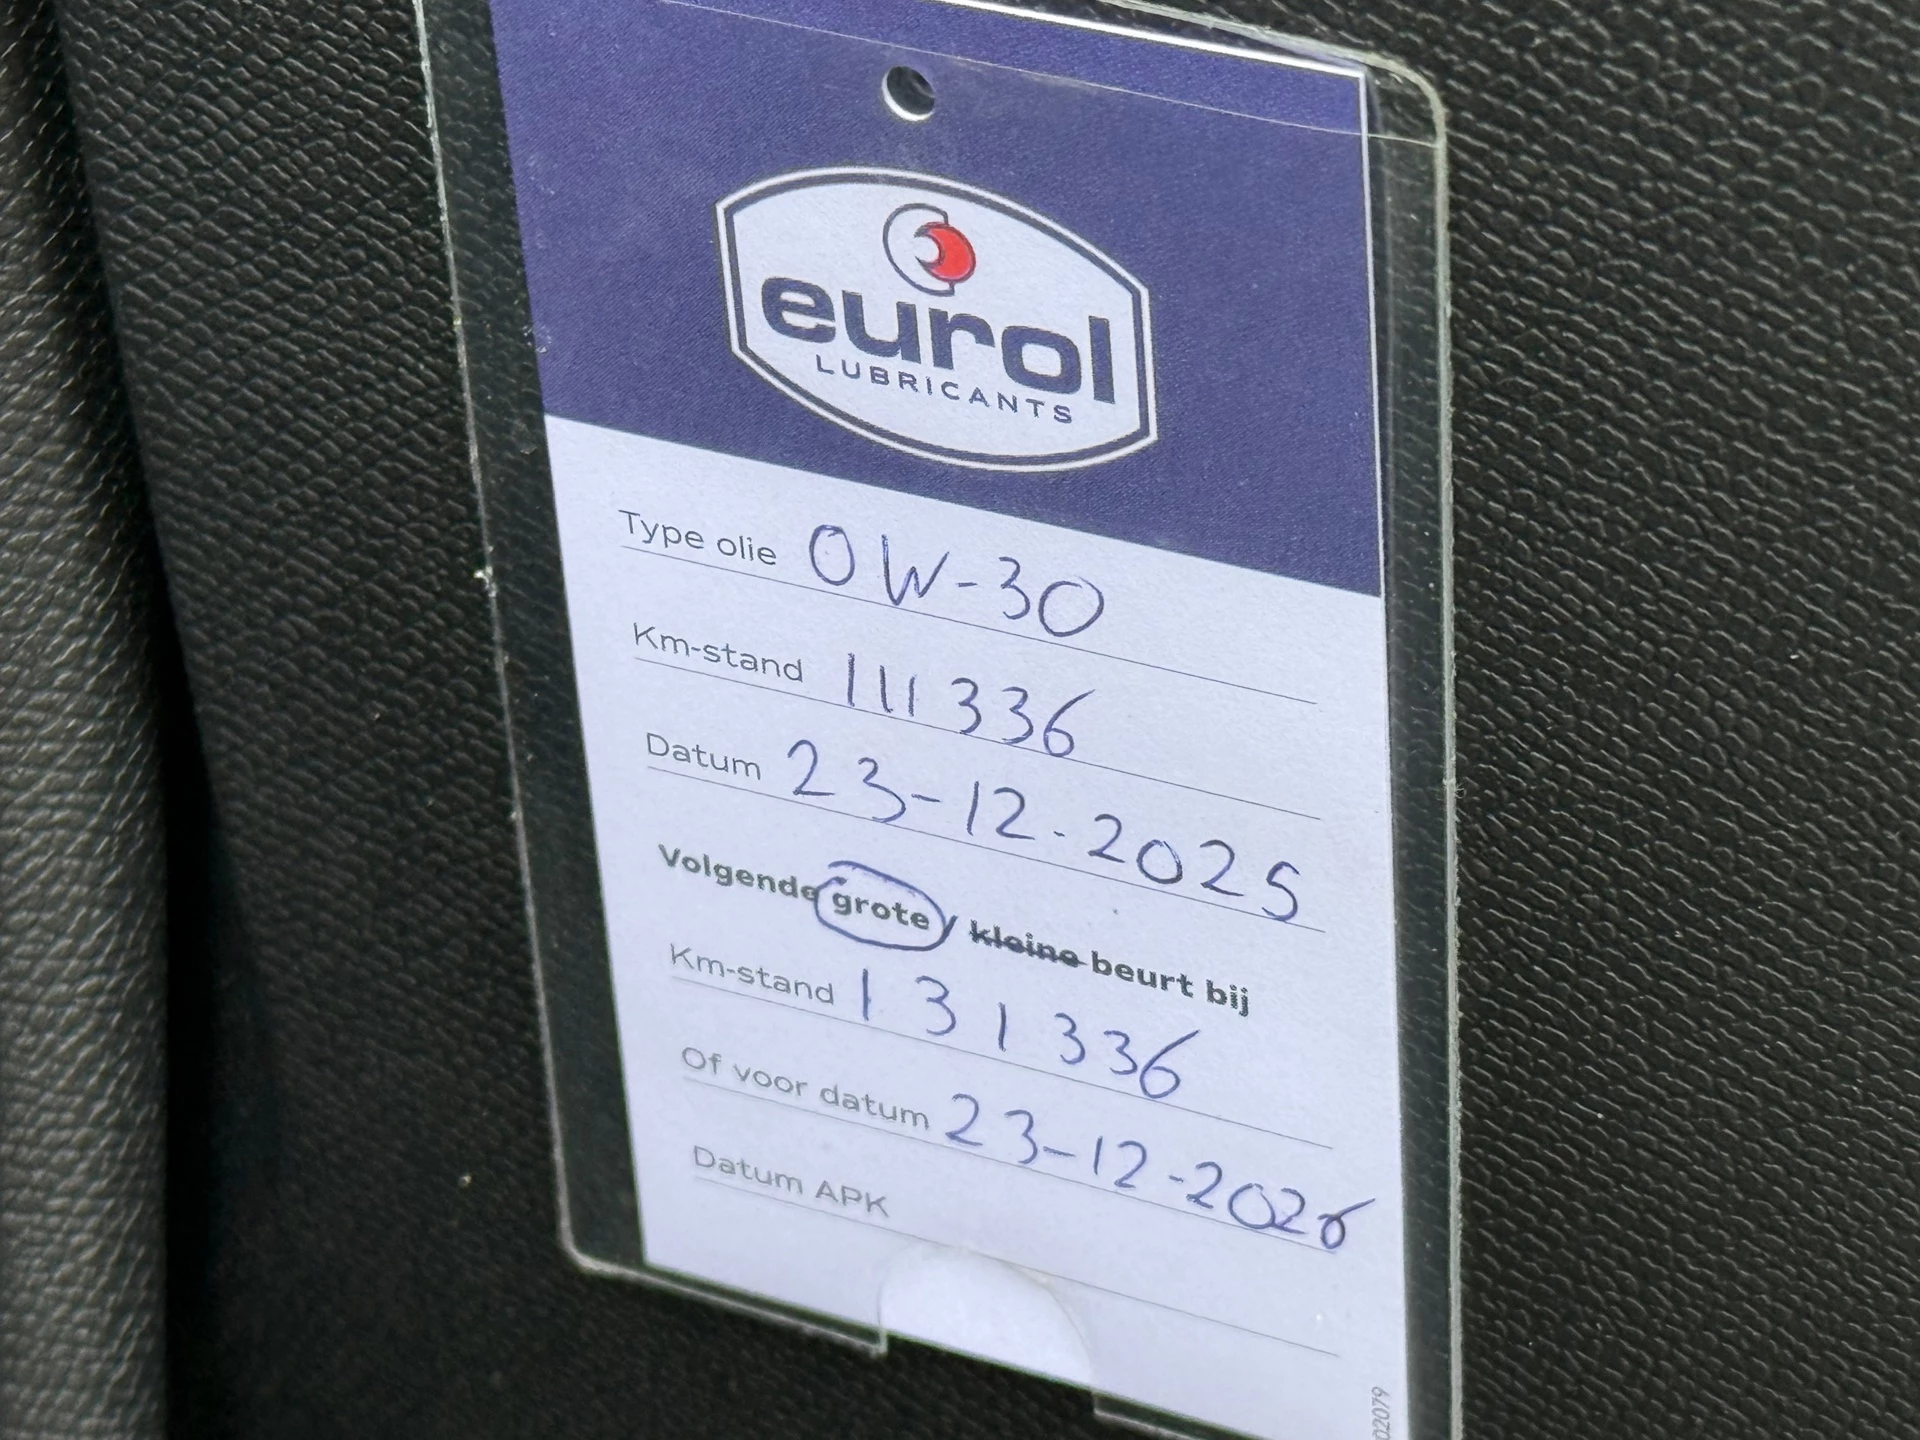 eurol
LUBRICANTS
Type olie 0W-30
Km-stand 111336
Datum 23-12-2025
Volgende grote / kleine beurt bij
Km-stand 131336
Of voor datum 23-12-2026
Datum APK
02079